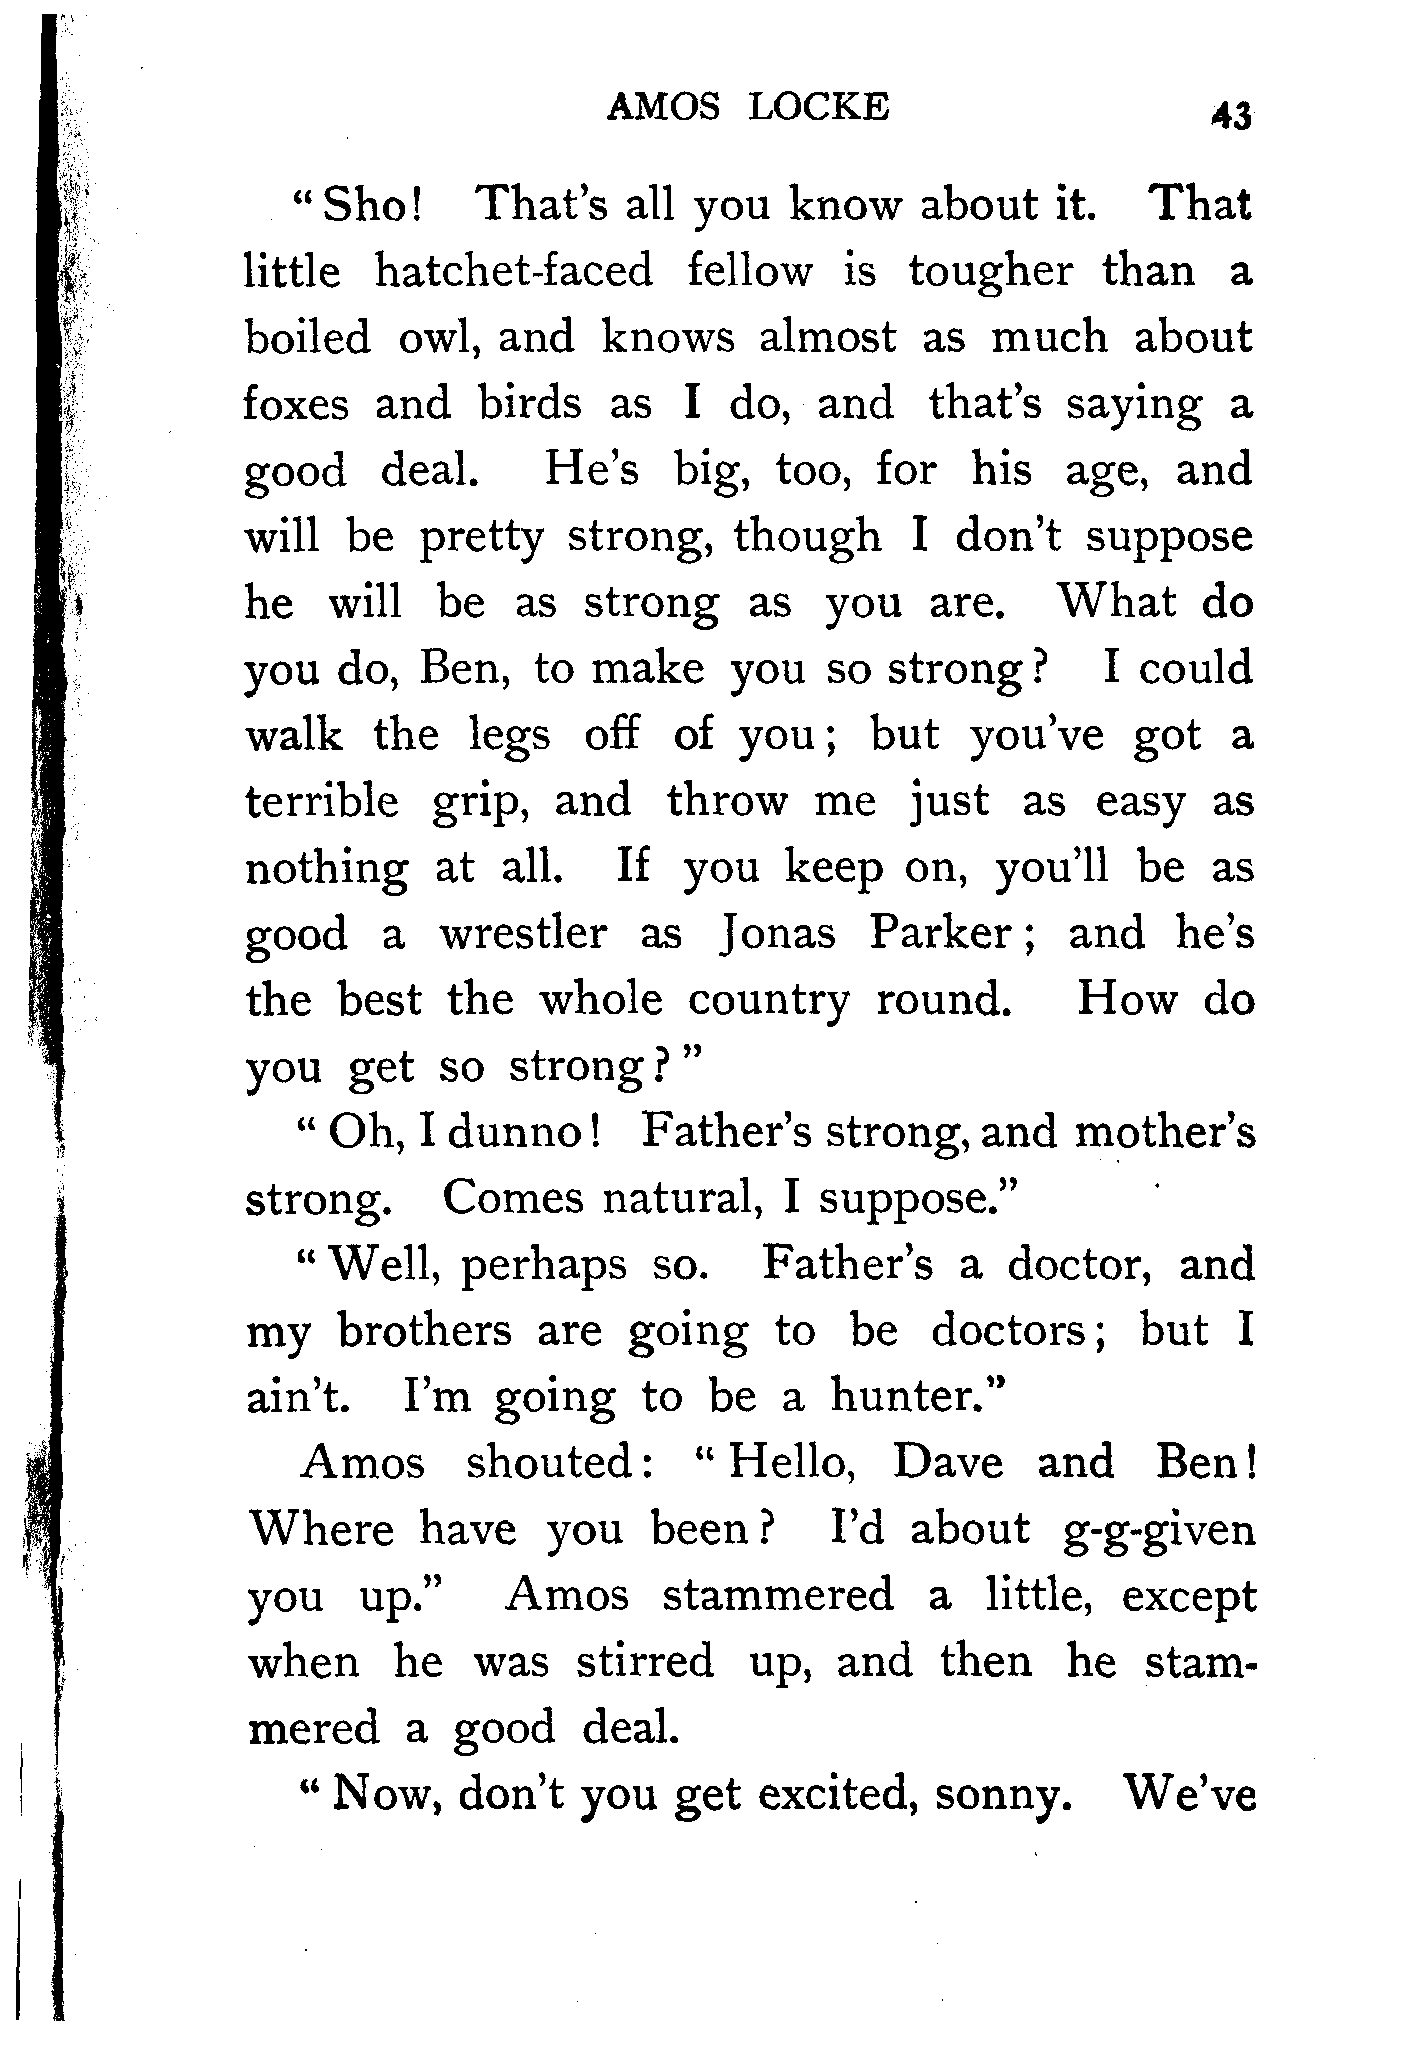 AMOS LOCKE 43
"Sho! That's all you know about it. That
little hatchet-faced fellow is tougher than a
boiled owl, and knows almost as much about
foxes and birds as I do, and that's saying a
good deal. He's big, too, for his age, and
will be pretty strong, though I don't suppose
he will be as strong as you are. What do
you do, Ben, to make you so strong? I could
walk the legs off of you; but you've got a
terrible grip, and throw me just as easy as
nothing at all. If you keep on, you'll be as
good a wrestler as Jonas Parker; and he's
the best the whole country round. How do
you get so strong?"
"Oh, I dunno! Father's strong, and mother's
strong. Comes natural, I suppose."
"Well, perhaps so. Father's a doctor, and
my brothers are going to be doctors; but I
ain't. I'm going to be a hunter."
Amos shouted: "Hello, Dave and Ben!
Where have you been? I'd about g-g-given
you up." Amos stammered a little, except
when he was stirred up, and then he stam-
mered a good deal.
"Now, don't you get excited, sonny. We've